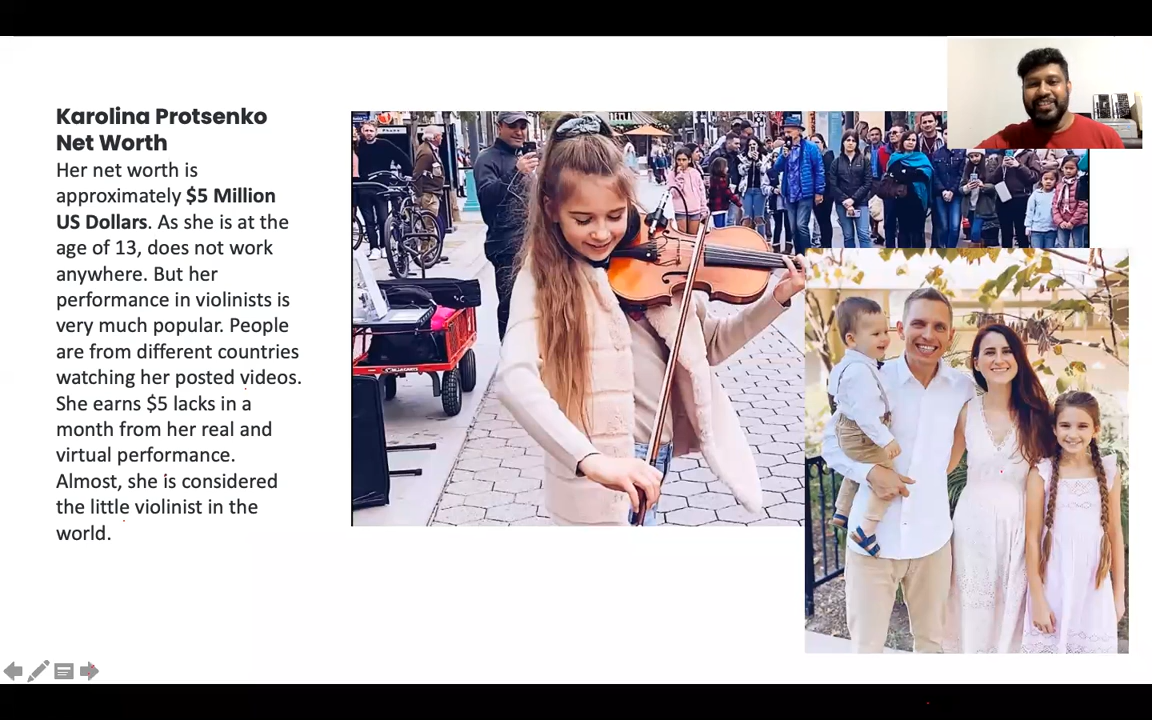 Karolina Protsenko
Net Worth
Her net worth is
approximately $5 Million
US Dollars. As she is at the
age of 13, does not work
anywhere. But her
performance in violinists is
very much popular. People
are from different countries
watching her posted videos.
She earns $5 lacks in a
month from her real and
virtual performance.
Almost, she is considered
the little violinist in the
world.